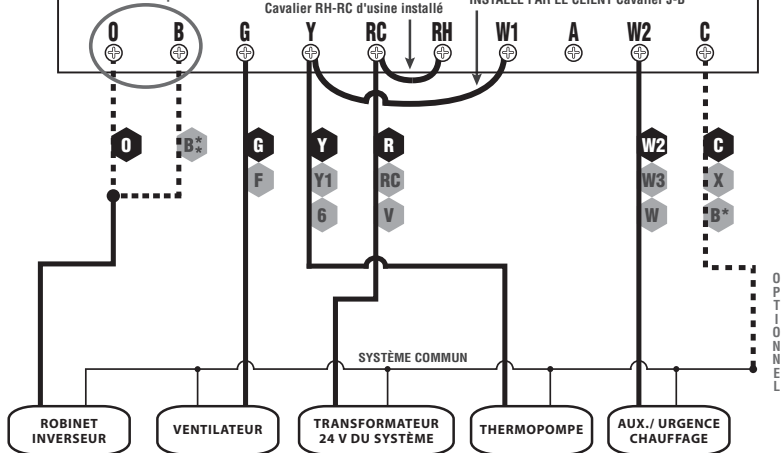 Cavalier RH-RC d'usine installé
INSTALLÉ PAR LE CLIENT Cavalier J-B
O B G Y RC RH W1 A W2 C
O B** G Y R W2 C
F Y1 RC W3 X
6 V W B*
OPTIONNEL
SYSTÈME COMMUN
ROBINET
INVERSEUR
VENTILATEUR
TRANSFORMATEUR
24 V DU SYSTÈME
THERMOPOMPE
AUX./ URGENCE
CHAUFFAGE